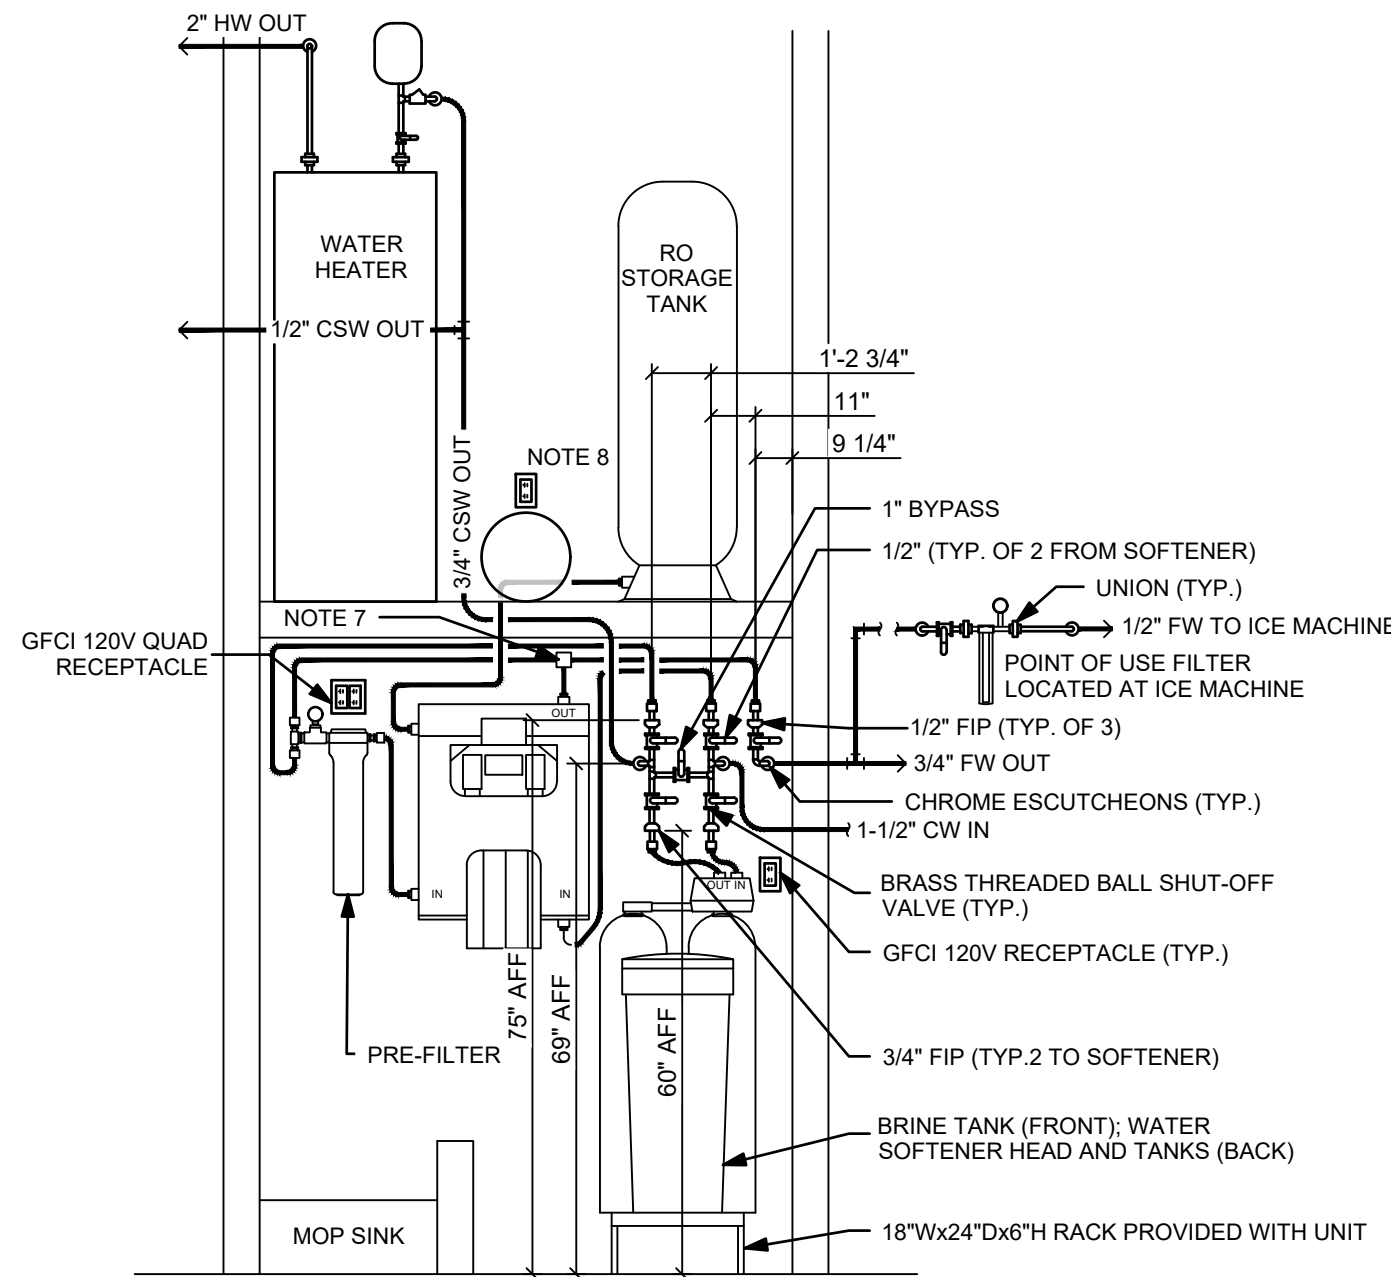 2" HW OUT
WATER
HEATER
RO
STORAGE
TANK
1/2" CSW OUT
1'-2 3/4"
11"
9 1/4"
3/4" CSW OUT
NOTE 8
1" BYPASS
1/2" (TYP. OF 2 FROM SOFTENER)
UNION (TYP.)
NOTE 7
1/2" FW TO ICE MACHINE
GFCI 120V QUAD
RECEPTACLE
POINT OF USE FILTER
LOCATED AT ICE MACHINE
OUT
1/2" FIP (TYP. OF 3)
3/4" FW OUT
CHROME ESCUTCHEONS (TYP.)
1-1/2" CW IN
IN
IN
OUT IN
BRASS THREADED BALL SHUT-OFF
VALVE (TYP.)
GFCI 120V RECEPTACLE (TYP.)
75" AFF
69" AFF
60" AFF
PRE-FILTER
3/4" FIP (TYP.2 TO SOFTENER)
BRINE TANK (FRONT); WATER
SOFTENER HEAD AND TANKS (BACK)
MOP SINK
18"Wx24"Dx6"H RACK PROVIDED WITH UNIT